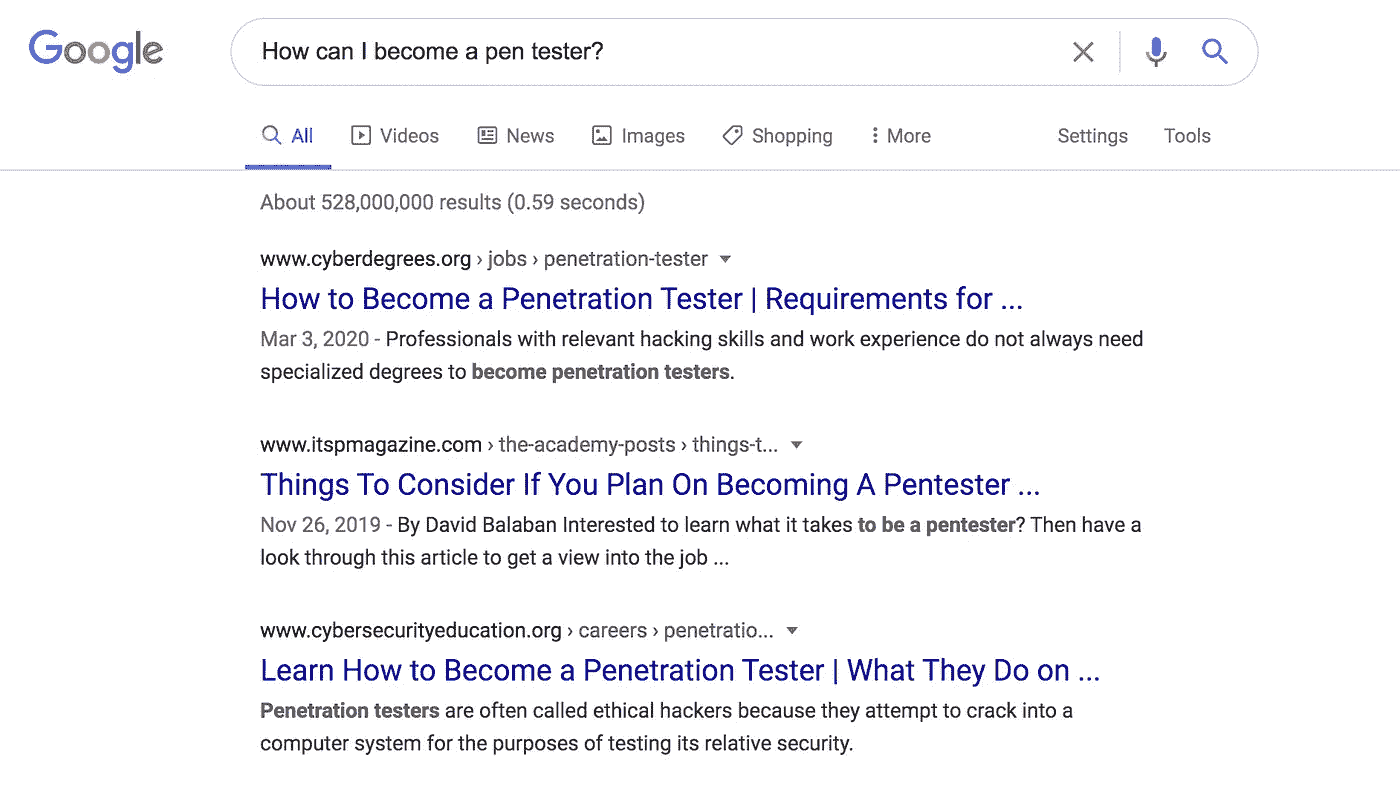 Google
How can I become a pen tester?
All Videos News Images Shopping More Settings Tools
About 528,000,000 results (0.59 seconds)
www.cyberdegrees.org › jobs › penetration-tester
How to Become a Penetration Tester | Requirements for ...
Mar 3, 2020 - Professionals with relevant hacking skills and work experience do not always need
specialized degrees to become penetration testers.
www.itspmagazine.com › the-academy-posts › things-t...
Things To Consider If You Plan On Becoming A Pentester ...
Nov 26, 2019 - By David Balaban Interested to learn what it takes to be a pentester? Then have a
look through this article to get a view into the job ...
www.cybersecurityeducation.org › careers › penetratio...
Learn How to Become a Penetration Tester | What They Do on ...
Penetration testers are often called ethical hackers because they attempt to crack into a
computer system for the purposes of testing its relative security.